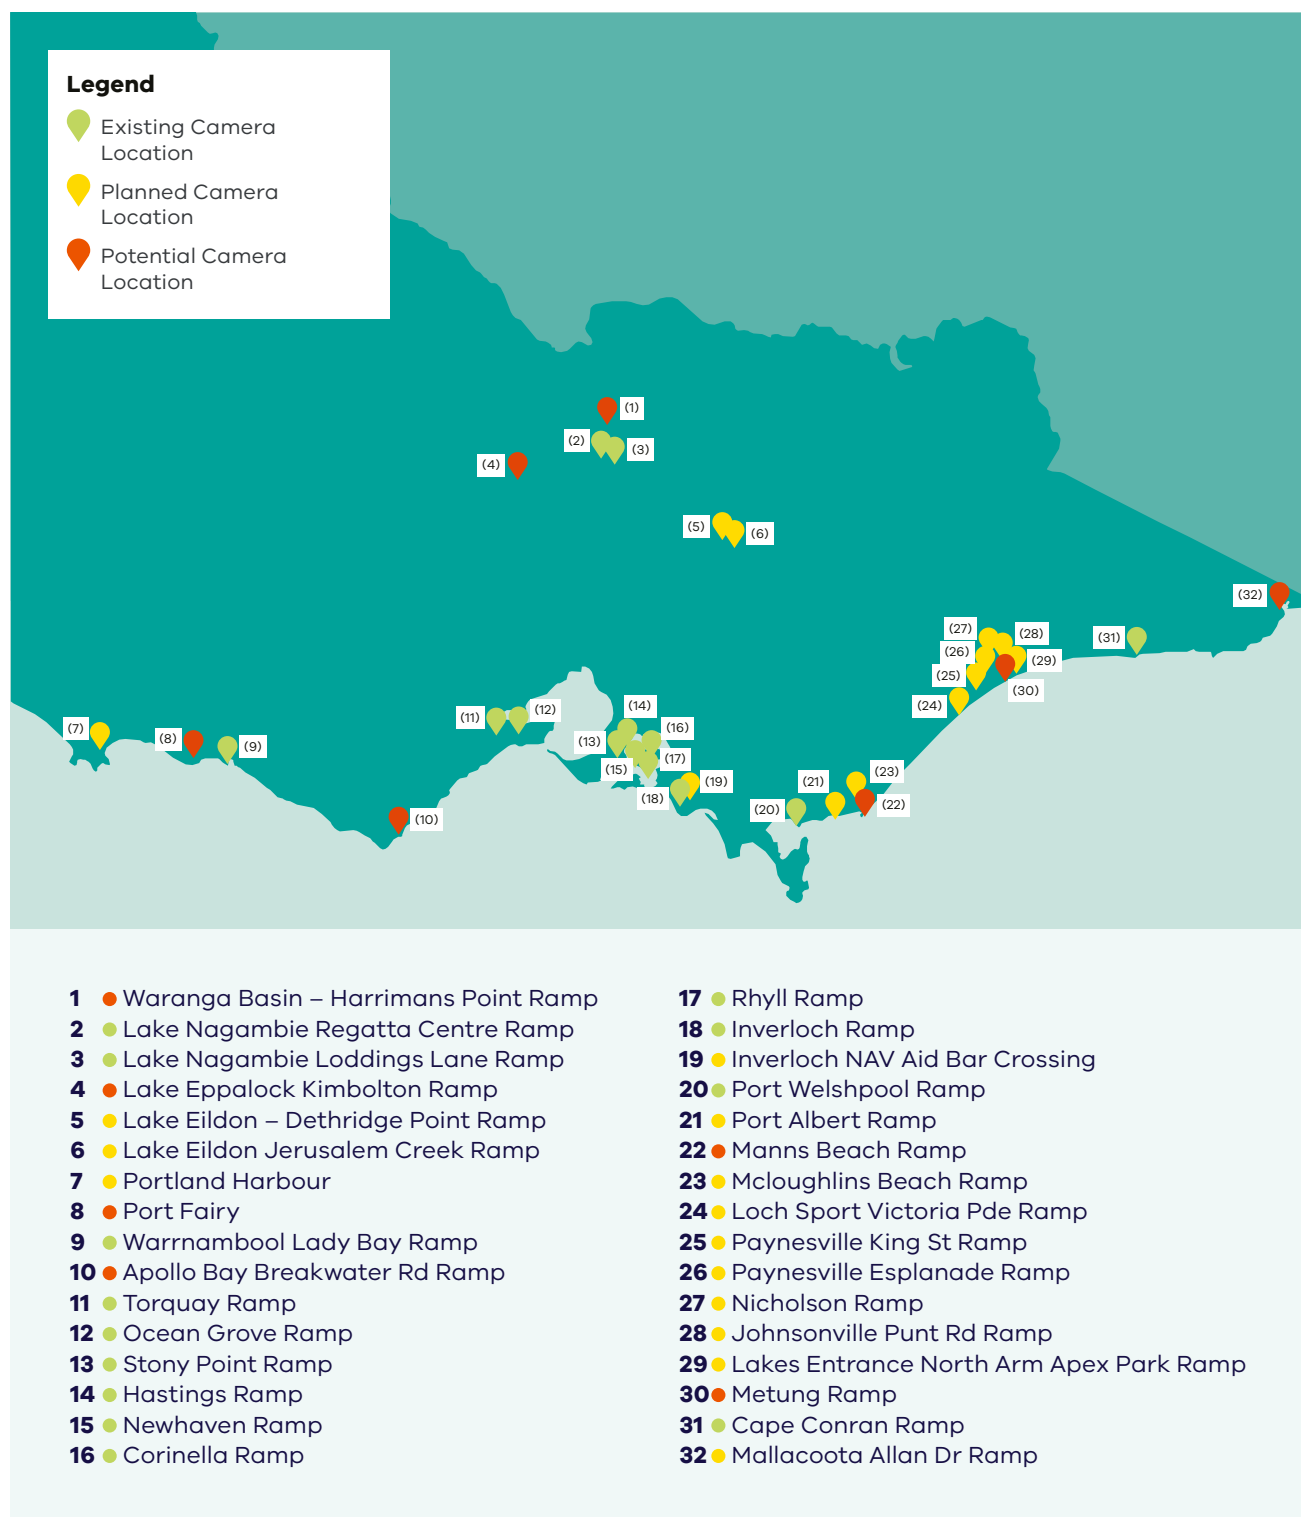 Legend
Existing Camera
Location
Planned Camera
Location
Potential Camera
Location
(1)
(2)
(3)
(4)
(5)
(6)
(32)
(27)
(28)
(31)
(26)
(29)
(25)
(30)
(24)
(14)
(12)
(11)
(16)
(7)
(8)
(9)
(13)
(17)
(15)
(23)
(19)
(21)
(18)
(22)
(20)
(10)
1 Waranga Basin – Harrimans Point Ramp
2 Lake Nagambie Regatta Centre Ramp
3 Lake Nagambie Loddings Lane Ramp
4 Lake Eppalock Kimbolton Ramp
5 Lake Eildon – Dethridge Point Ramp
6 Lake Eildon Jerusalem Creek Ramp
7 Portland Harbour
8 Port Fairy
9 Warrnambool Lady Bay Ramp
10 Apollo Bay Breakwater Rd Ramp
11 Torquay Ramp
12 Ocean Grove Ramp
13 Stony Point Ramp
14 Hastings Ramp
15 Newhaven Ramp
16 Corinella Ramp
17 Rhyll Ramp
18 Inverloch Ramp
19 Inverloch NAV Aid Bar Crossing
20 Port Welshpool Ramp
21 Port Albert Ramp
22 Manns Beach Ramp
23 Mcloughlins Beach Ramp
24 Loch Sport Victoria Pde Ramp
25 Paynesville King St Ramp
26 Paynesville Esplanade Ramp
27 Nicholson Ramp
28 Johnsonville Punt Rd Ramp
29 Lakes Entrance North Arm Apex Park Ramp
30 Metung Ramp
31 Cape Conran Ramp
32 Mallacoota Allan Dr Ramp